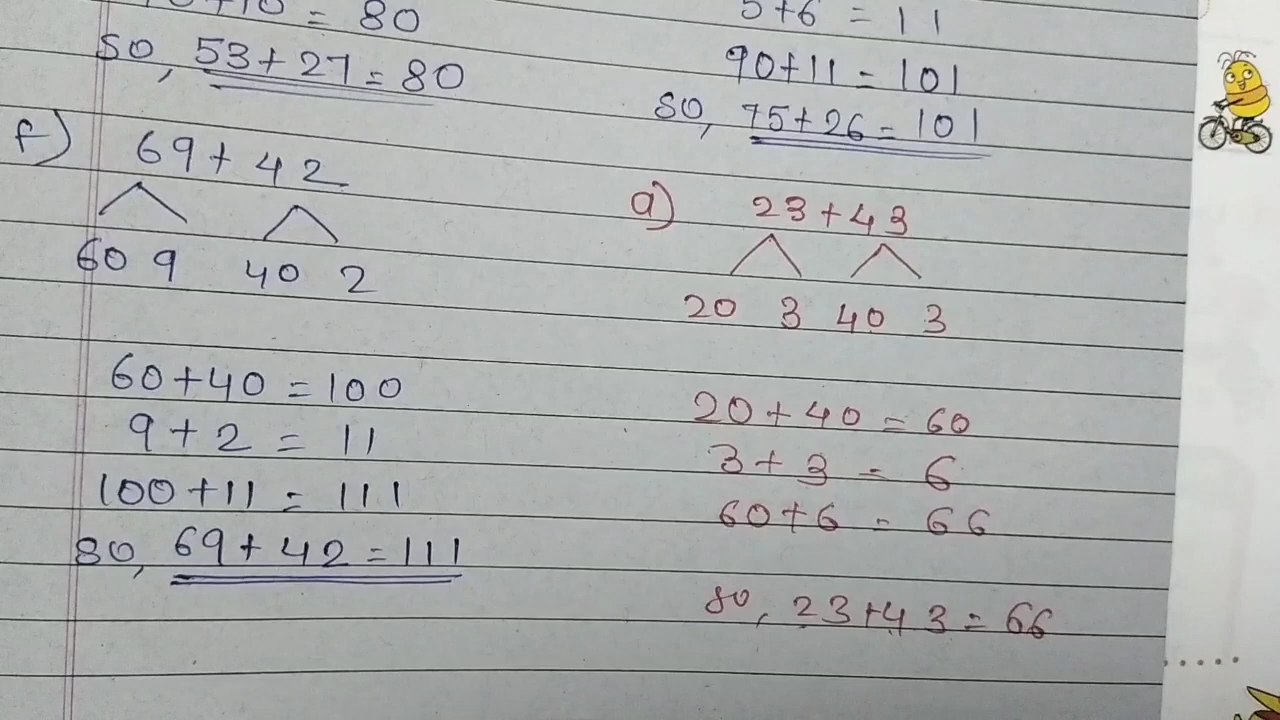 +10 = 80
So, 53+27=80
f) 69+42
60 9 40 2
60+40=100
9+2=11
100+11=111
So, 69+42=111
5+6=11
90+11=101
So, 75+26=101
a) 23+43
20 3 40 3
20+40=60
3+3=6
60+6=66
So, 23+43=66